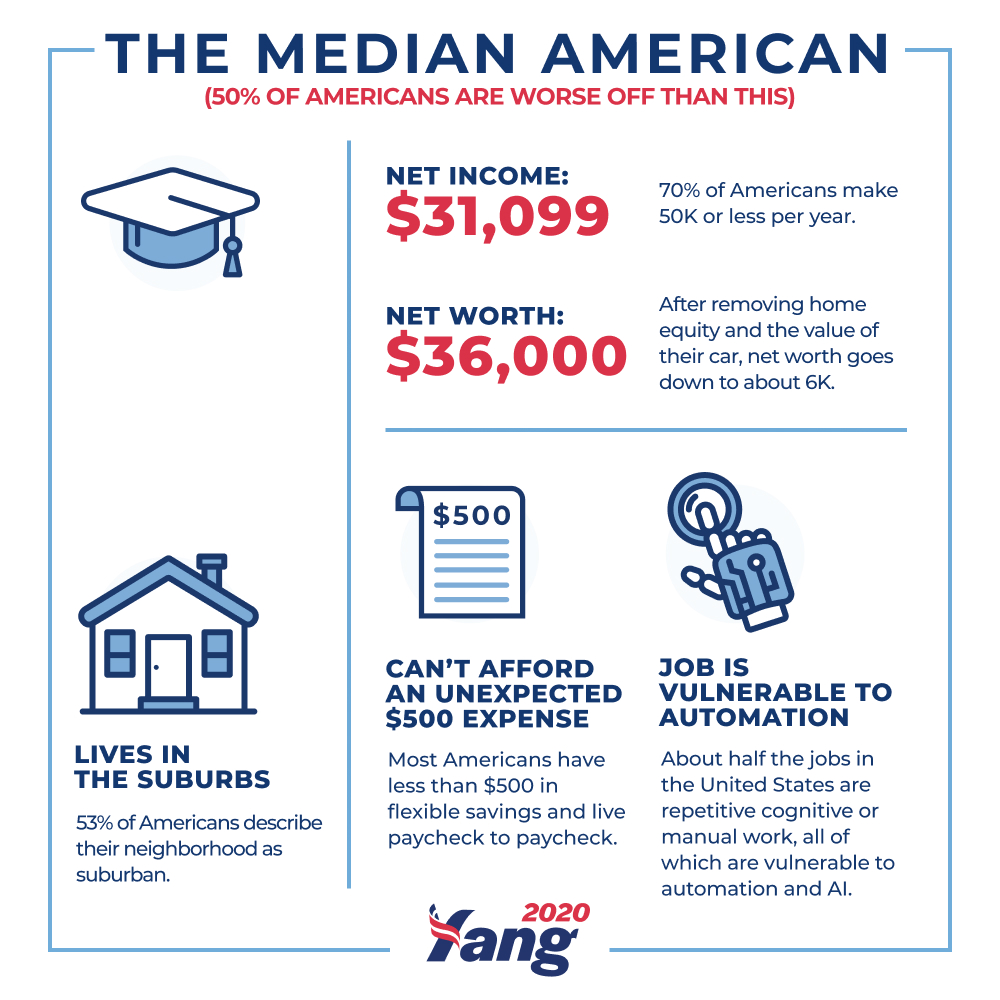 THE MEDIAN AMERICAN
(50% OF AMERICANS ARE WORSE OFF THAN THIS)
NET INCOME:
$31,099
70% of Americans make
50K or less per year.
NET WORTH:
$36,000
After removing home
equity and the value of
their car, net worth goes
down to about 6K.
LIVES IN
THE SUBURBS
53% of Americans describe
their neighborhood as
suburban.
$500
CAN’T AFFORD
AN UNEXPECTED
$500 EXPENSE
Most Americans have
less than $500 in
flexible savings and live
paycheck to paycheck.
JOB IS
VULNERABLE TO
AUTOMATION
About half the jobs in
the United States are
repetitive cognitive or
manual work, all of
which are vulnerable to
automation and AI.
2020
Yang